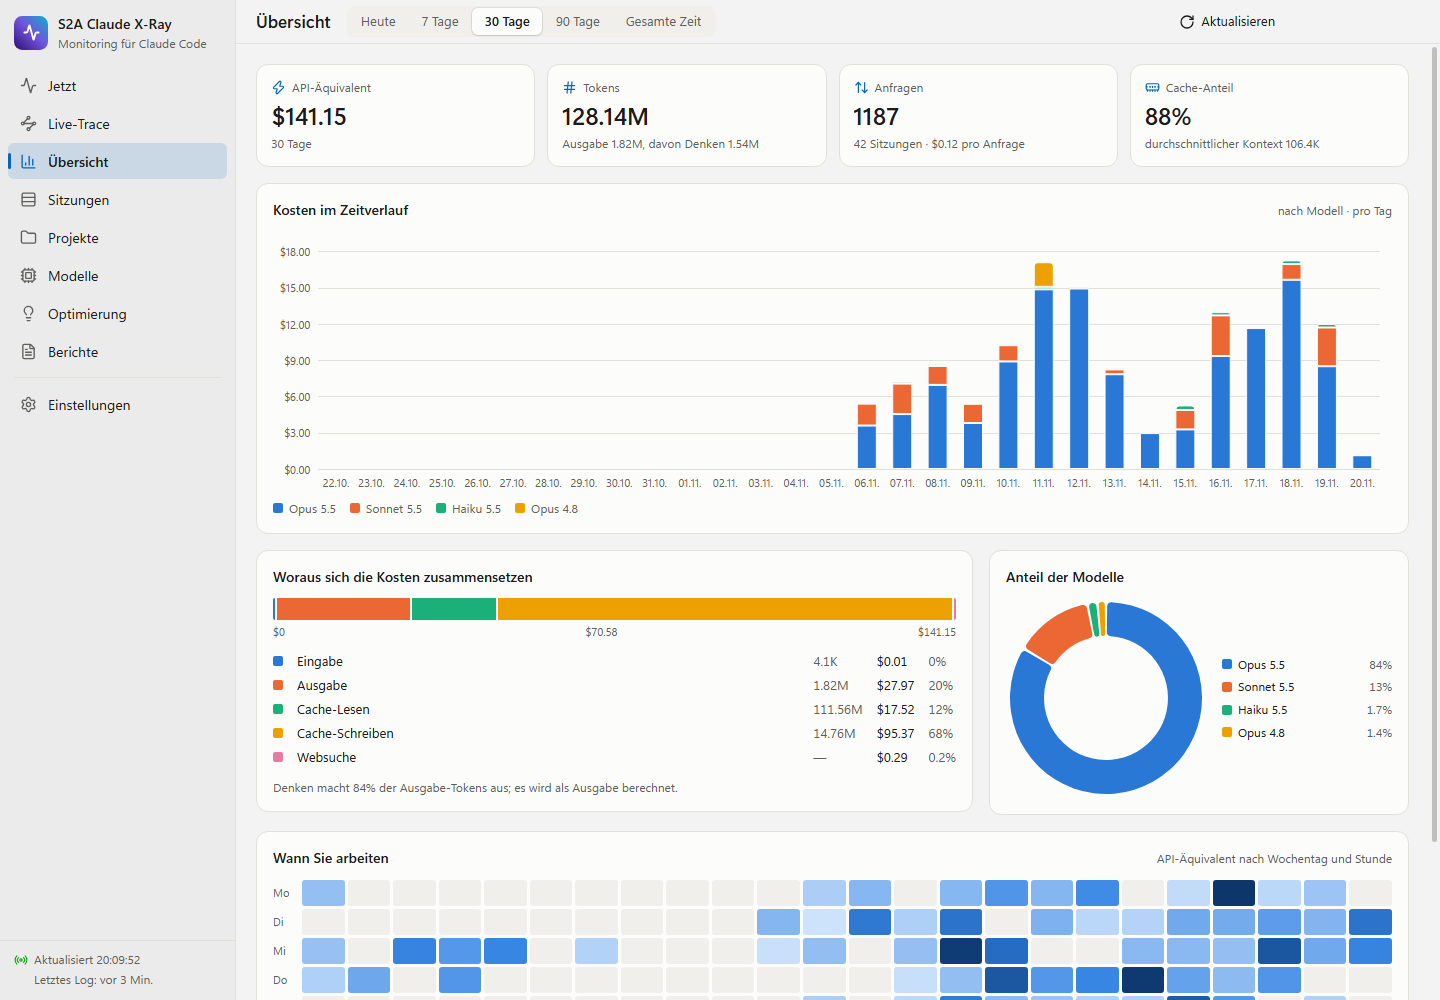 S2A Claude X-Ray
Monitoring für Claude Code
Jetzt
Live-Trace
Übersicht
Sitzungen
Projekte
Modelle
Optimierung
Berichte
Einstellungen
Aktualisiert 20:09:52
Letztes Log: vor 3 Min.
Übersicht
Heute 7 Tage 30 Tage 90 Tage Gesamte Zeit
Aktualisieren
API-Äquivalent
$141.15
30 Tage
Tokens
128.14M
Ausgabe 1.82M, davon Denken 1.54M
Anfragen
1187
42 Sitzungen · $0.12 pro Anfrage
Cache-Anteil
88%
durchschnittlicher Kontext 106.4K
Kosten im Zeitverlauf
nach Modell · pro Tag
$18.00
$15.00
$12.00
$9.00
$6.00
$3.00
$0.00
22.10. 23.10. 24.10. 25.10. 26.10. 27.10. 28.10. 29.10. 30.10. 31.10. 01.11. 02.11. 03.11. 04.11. 05.11. 06.11. 07.11. 08.11. 09.11. 10.11. 11.11. 12.11. 13.11. 14.11. 15.11. 16.11. 17.11. 18.11. 19.11. 20.11.
Opus 5.5 Sonnet 5.5 Haiku 5.5 Opus 4.8
Woraus sich die Kosten zusammensetzen
$0 $70.58 $141.15
Eingabe 4.1K $0.01 0%
Ausgabe 1.82M $27.97 20%
Cache-Lesen 111.56M $17.52 12%
Cache-Schreiben 14.76M $95.37 68%
Websuche — $0.29 0.2%
Denken macht 84% der Ausgabe-Tokens aus; es wird als Ausgabe berechnet.
Anteil der Modelle
Opus 5.5 84%
Sonnet 5.5 13%
Haiku 5.5 1.7%
Opus 4.8 1.4%
Wann Sie arbeiten
API-Äquivalent nach Wochentag und Stunde
Mo
Di
Mi
Do